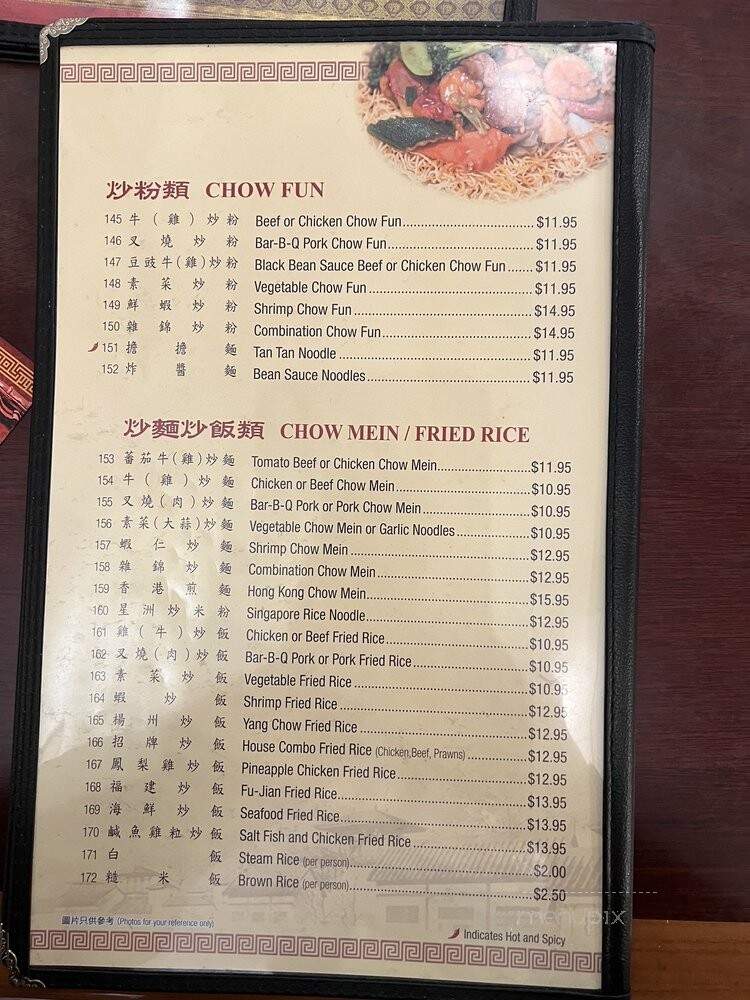 炒粉類 CHOW FUN
145 牛(雞)炒粉 Beef or Chicken Chow Fun $11.95
146 叉燒炒粉 Bar-B-Q Pork Chow Fun $11.95
147 豆豉牛(雞)炒粉 Black Bean Sauce Beef or Chicken Chow Fun $11.95
148 素菜炒粉 Vegetable Chow Fun $11.95
149 鮮蝦炒粉 Shrimp Chow Fun $14.95
150 雜錦炒粉 Combination Chow Fun $14.95
151 擔擔麵 Tan Tan Noodle $11.95
152 炸醬麵 Bean Sauce Noodles $11.95
炒麵炒飯類 CHOW MEIN / FRIED RICE
153 蕃茄牛(雞)炒麵 Tomato Beef or Chicken Chow Mein $11.95
154 牛(雞)炒麵 Chicken or Beef Chow Mein $10.95
155 叉燒(肉)炒麵 Bar-B-Q Pork or Pork Chow Mein $10.95
156 素菜(大蒜)炒麵 Vegetable Chow Mein or Garlic Noodles $10.95
157 蝦仁炒麵 Shrimp Chow Mein $12.95
158 雜錦炒麵 Combination Chow Mein $12.95
159 香港煎麵 Hong Kong Chow Mein $15.95
160 星洲炒米粉 Singapore Rice Noodle $12.95
161 雞(牛)炒飯 Chicken or Beef Fried Rice $10.95
162 叉燒(肉)炒飯 Bar-B-Q Pork or Pork Fried Rice $10.95
163 素菜炒飯 Vegetable Fried Rice $10.95
164 蝦炒飯 Shrimp Fried Rice $12.95
165 楊州炒飯 Yang Chow Fried Rice $12.95
166 招牌炒飯 House Combo Fried Rice (Chicken,Beef, Prawns) $12.95
167 鳳梨雞炒飯 Pineapple Chicken Fried Rice $12.95
168 福建炒飯 Fu-Jian Fried Rice $13.95
169 海鮮炒飯 Seafood Fried Rice $13.95
170 鹹魚雞粒炒飯 Salt Fish and Chicken Fried Rice $13.95
171 白飯 Steam Rice (per person) $2.00
172 糙米飯 Brown Rice (per person) $2.50
圖片只供參考 (Photos for your reference only)
Indicates Hot and Spicy